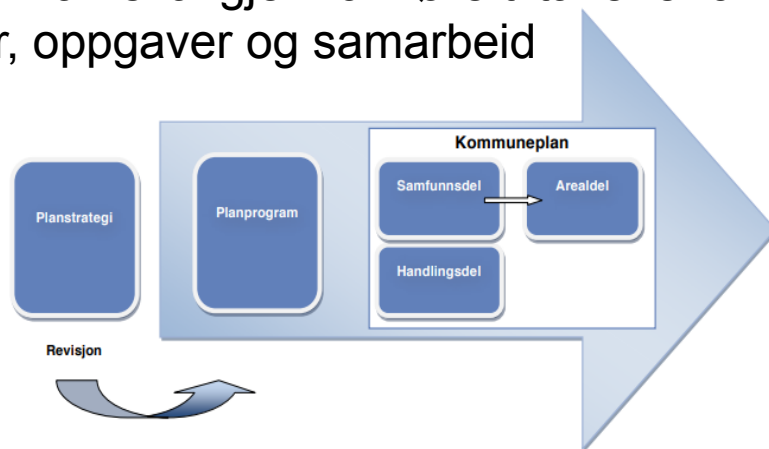 r, oppgaver og samarbeid
Kommuneplan
Samfunnsdel
Arealdel
Planstrategi
Planprogram
Handlingsdel
Revisjon